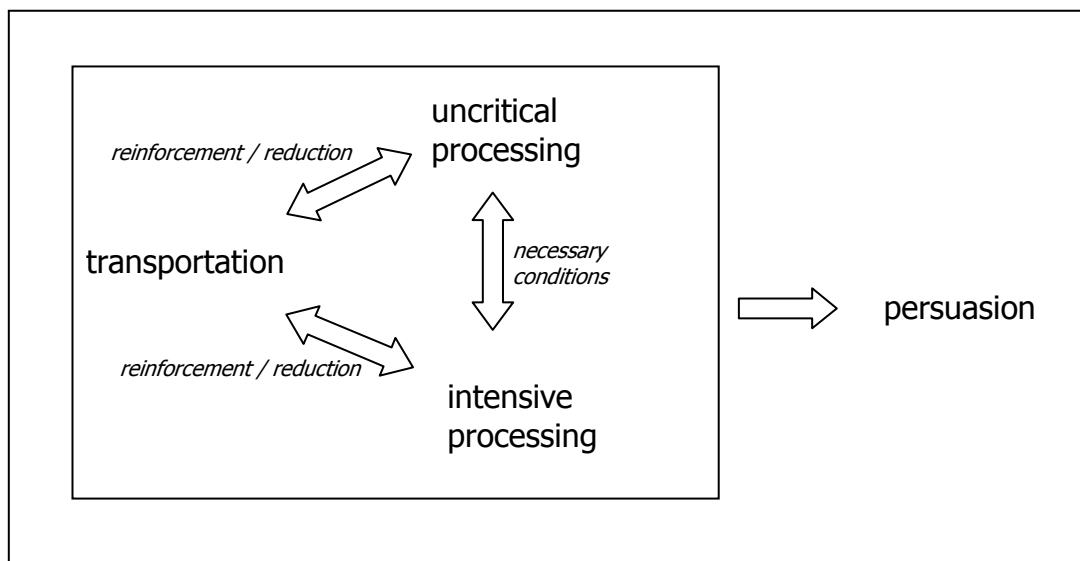 uncritical
processing
reinforcement / reduction
transportation
necessary
conditions
persuasion
reinforcement / reduction
intensive
processing